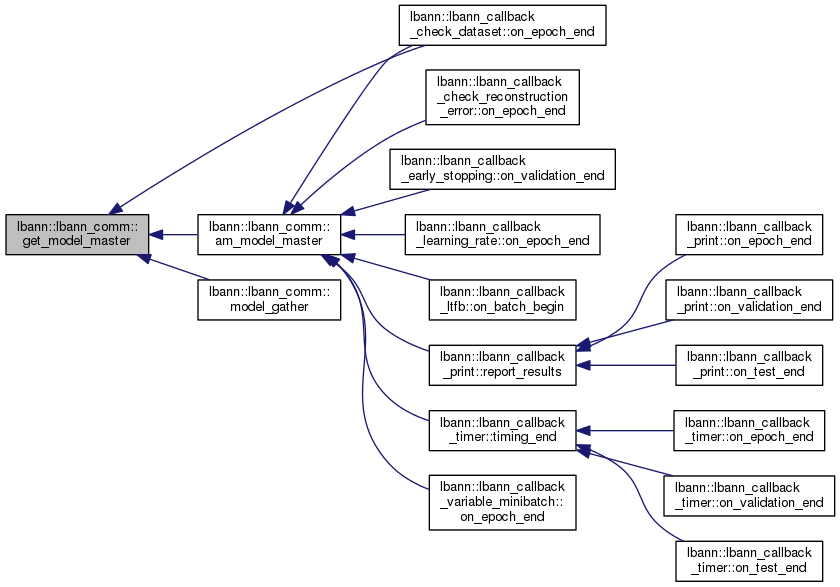 lbann::lbann_callback
_check_dataset::on_epoch_end
lbann::lbann_callback
_check_reconstruction
_error::on_epoch_end
lbann::lbann_callback
_early_stopping::on_validation_end
lbann::lbann_comm::
get_model_master
lbann::lbann_comm::
am_model_master
lbann::lbann_callback
_learning_rate::on_epoch_end
lbann::lbann_callback
_print::on_epoch_end
lbann::lbann_comm::
model_gather
lbann::lbann_callback
_ltfb::on_batch_begin
lbann::lbann_callback
_print::on_validation_end
lbann::lbann_callback
_print::report_results
lbann::lbann_callback
_print::on_test_end
lbann::lbann_callback
_timer::timing_end
lbann::lbann_callback
_timer::on_epoch_end
lbann::lbann_callback
_variable_minibatch::
on_epoch_end
lbann::lbann_callback
_timer::on_validation_end
lbann::lbann_callback
_timer::on_test_end